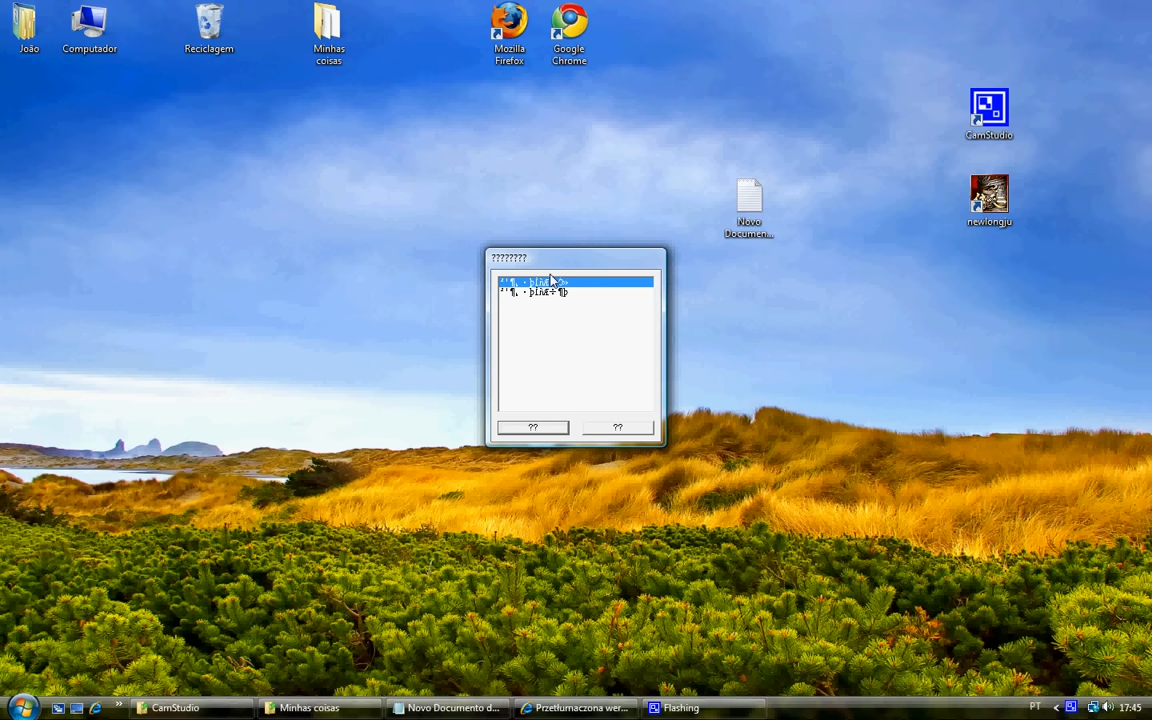 João
Computador
Reciclagem
Minhas
coisas
Mozilla
Firefox
Google
Chrome
CamStudio
newlongju
Novo
Documen...
????????
??
??
CamStudio
Minhas coisas
Novo Documento d...
Przetłumaczona wer...
Flashing
PT
17:45